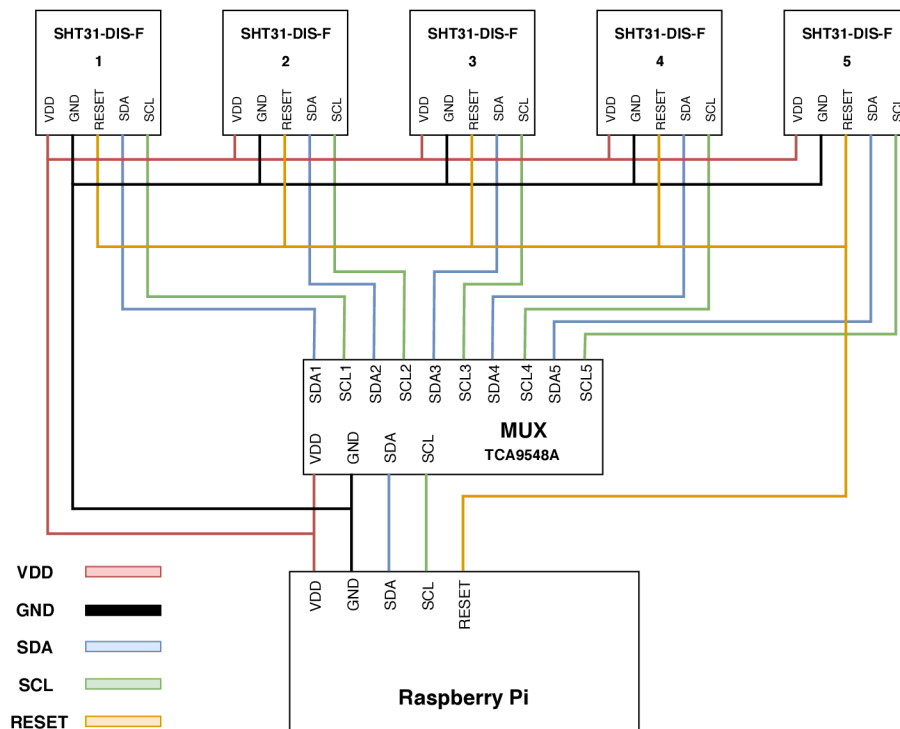 SHT31-DIS-F
1
VDD
GND
RESET
SDA
SCL
SHT31-DIS-F
2
VDD
GND
RESET
SDA
SCL
SHT31-DIS-F
3
VDD
GND
RESET
SDA
SCL
SHT31-DIS-F
4
VDD
GND
RESET
SDA
SCL
SHT31-DIS-F
5
VDD
GND
RESET
SDA
SCL
SDA1
SCL1
SDA2
SCL2
SDA3
SCL3
SDA4
SCL4
SDA5
SCL5
MUX
TCA9548A
VDD
GND
SDA
SCL
VDD
GND
SDA
SCL
RESET
Raspberry Pi
VDD
GND
SDA
SCL
RESET